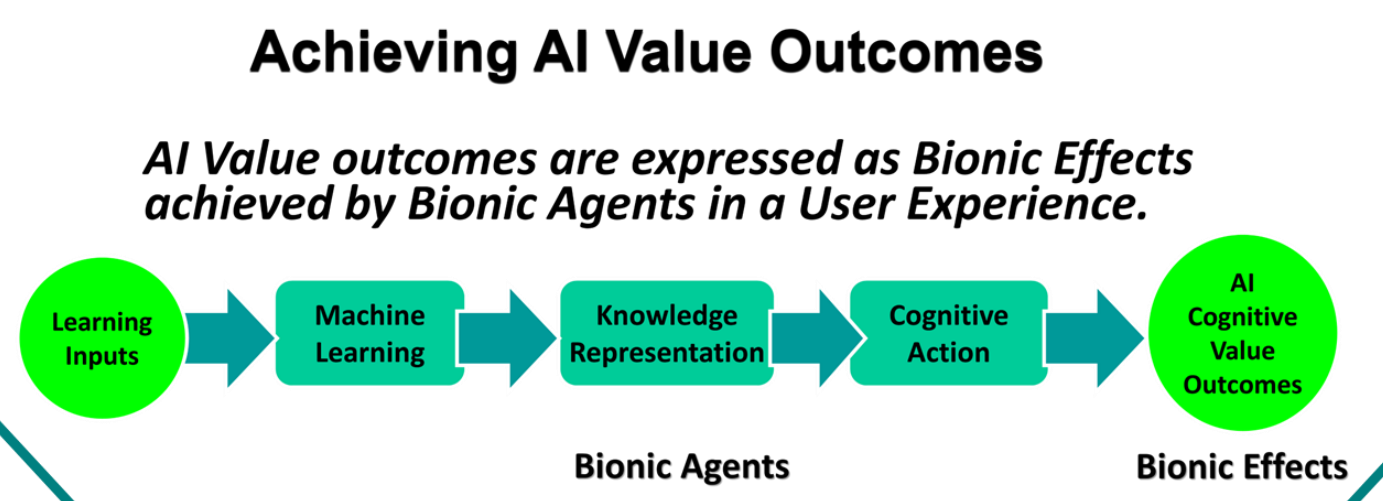 Achieving AI Value Outcomes
AI Value outcomes are expressed as Bionic Effects
achieved by Bionic Agents in a User Experience.
Learning
Inputs
Machine
Learning
Knowledge
Representation
Cognitive
Action
AI
Cognitive
Value
Outcomes
Bionic Agents
Bionic Effects